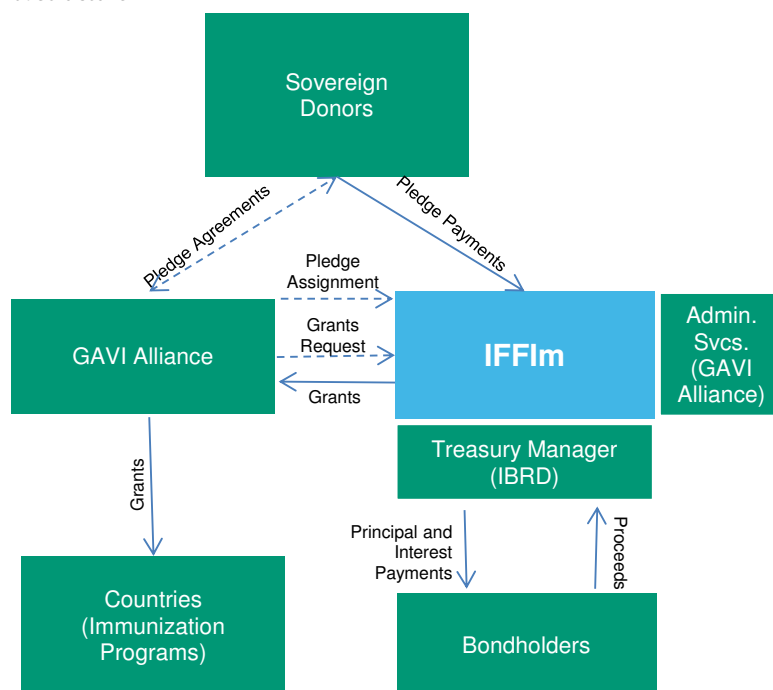 Sovereign
Donors
Pledge Agreements
Pledge Payments
Pledge
Assignment
Grants
Request
Grants
GAVI Alliance
IFFIm
Admin.
Svcs.
(GAVI
Alliance)
Treasury Manager
(IBRD)
Grants
Principal and
Interest
Payments
Proceeds
Countries
(Immunization
Programs)
Bondholders